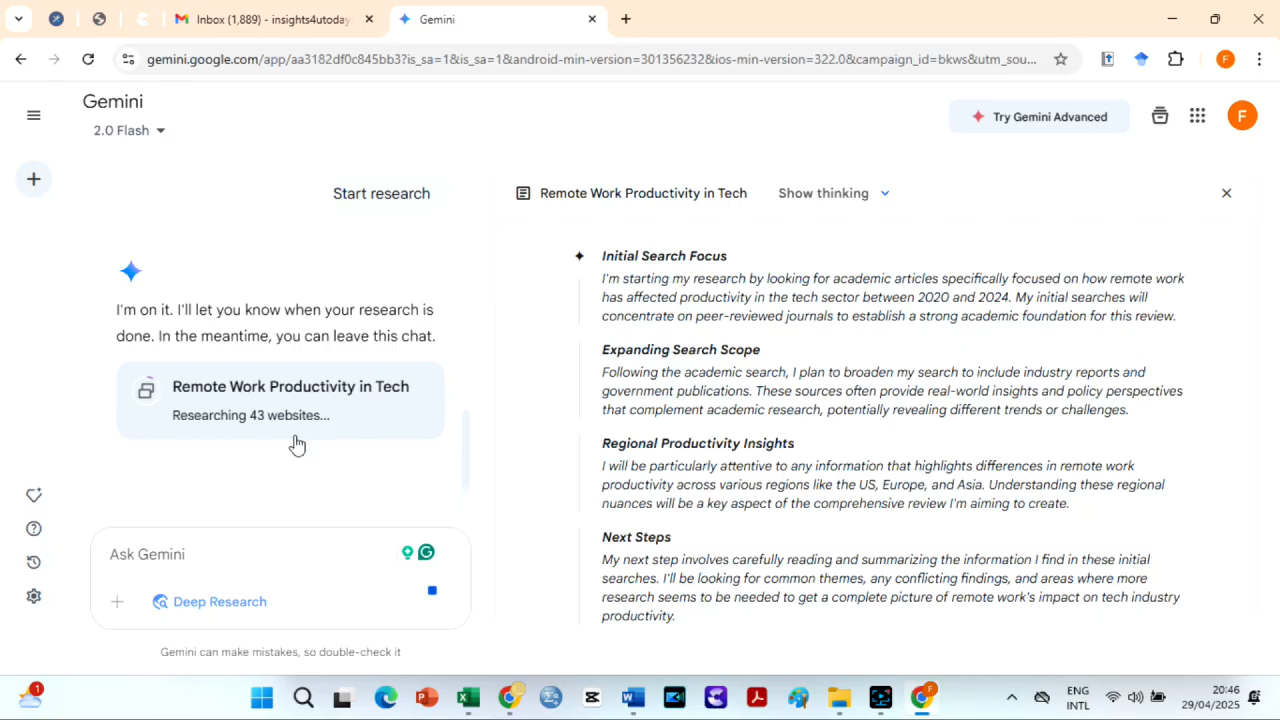 Inbox (1,889) - insights4utoday
Gemini
gemini.google.com/app/aa3182df0c845bb3?is_sa=1&is_sa=1&android-min-version=301356232&ios-min-version=322.0&campaign_id=bkws&utm_sou...
F
Gemini
2.0 Flash
Try Gemini Advanced
F
Start research
Remote Work Productivity in Tech
Show thinking
I'm on it. I'll let you know when your research is
done. In the meantime, you can leave this chat.
Remote Work Productivity in Tech
Researching 43 websites...
Initial Search Focus
I'm starting my research by looking for academic articles specifically focused on how remote work
has affected productivity in the tech sector between 2020 and 2024. My initial searches will
concentrate on peer-reviewed journals to establish a strong academic foundation for this review.
Expanding Search Scope
Following the academic search, I plan to broaden my search to include industry reports and
government publications. These sources often provide real-world insights and policy perspectives
that complement academic research, potentially revealing different trends or challenges.
Regional Productivity Insights
I will be particularly attentive to any information that highlights differences in remote work
productivity across various regions like the US, Europe, and Asia. Understanding these regional
nuances will be a key aspect of the comprehensive review I'm aiming to create.
Next Steps
My next step involves carefully reading and summarizing the information I find in these initial
searches. I'll be looking for common themes, any conflicting findings, and areas where more
research seems to be needed to get a complete picture of remote work's impact on tech industry
productivity.
Ask Gemini
Deep Research
Gemini can make mistakes, so double-check it
1
F
ENG
INTL
20:46
29/04/2025